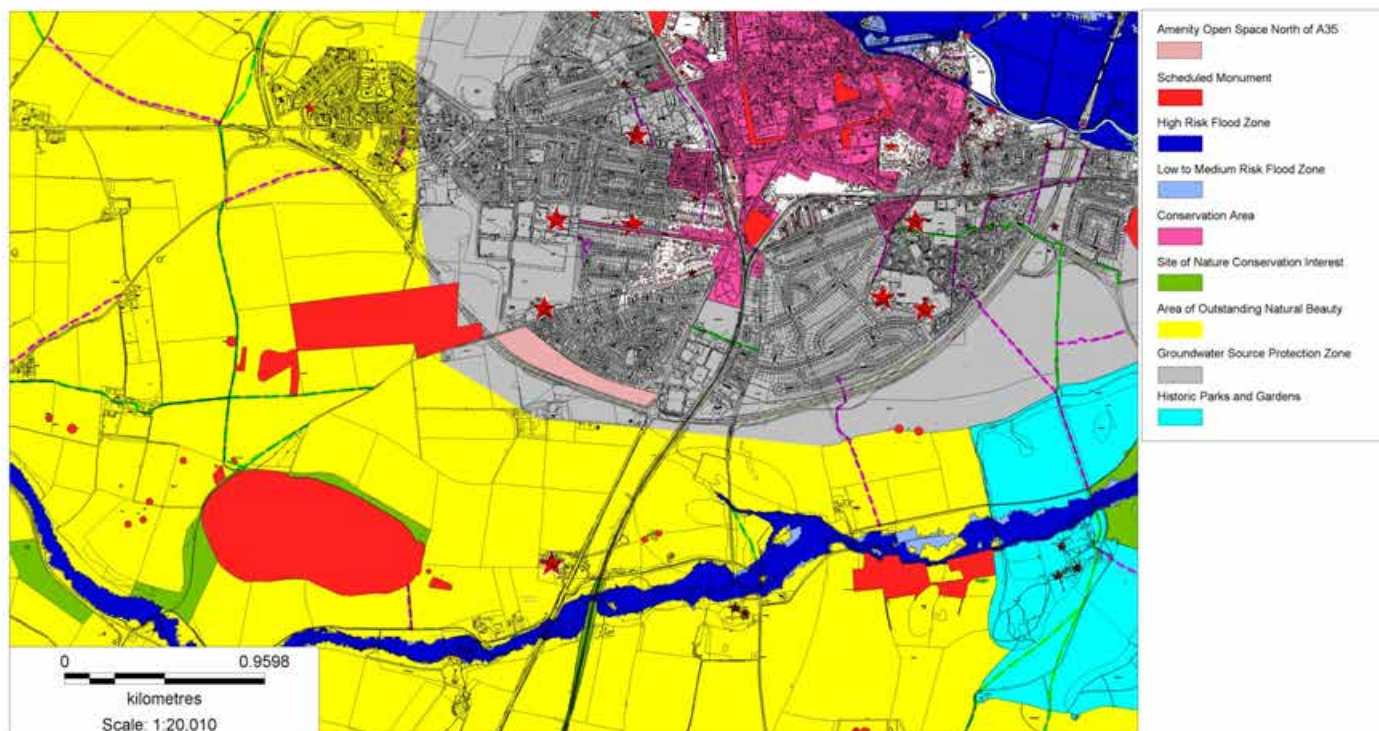 Amenity Open Space North of A35
Scheduled Monument
High Risk Flood Zone
Low to Medium Risk Flood Zone
Conservation Area
Site of Nature Conservation Interest
Area of Outstanding Natural Beauty
Groundwater Source Protection Zone
Historic Parks and Gardens
0 0.9598
kilometres
Scale: 1:20,010